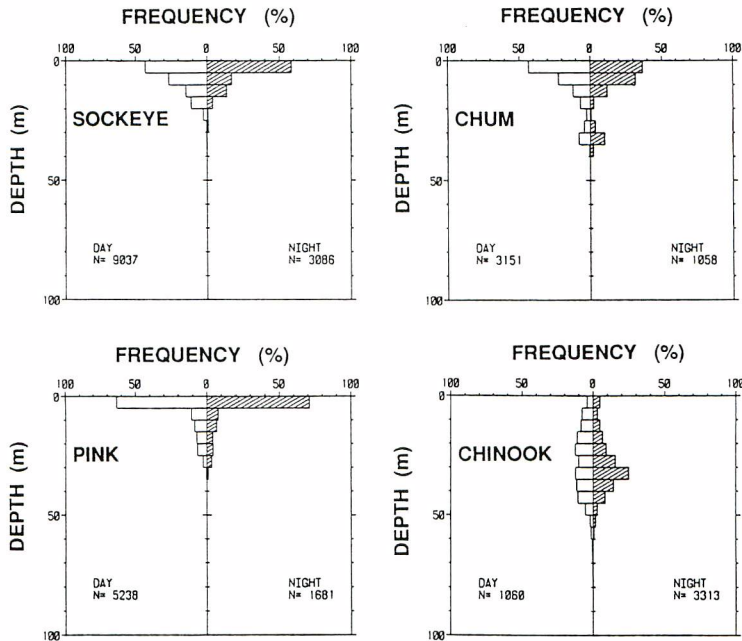 FREQUENCY (%)
100 50 0 50 100
0
50
100
DEPTH (m)
SOCKEYE
DAY
N= 9037
NIGHT
N= 3086
FREQUENCY (%)
100 50 0 50 100
0
50
100
DEPTH (m)
CHUM
DAY
N= 3151
NIGHT
N= 1058
FREQUENCY (%)
100 50 0 50 100
0
50
100
DEPTH (m)
PINK
DAY
N= 5238
NIGHT
N= 1681
FREQUENCY (%)
100 50 0 50 100
0
50
100
DEPTH (m)
CHINOOK
DAY
N= 1060
NIGHT
N= 3313